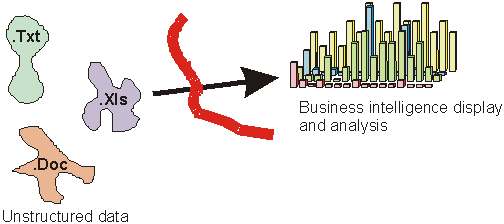 .Txt
.Xls
.Doc
Unstructured data
Business intelligence display
and analysis